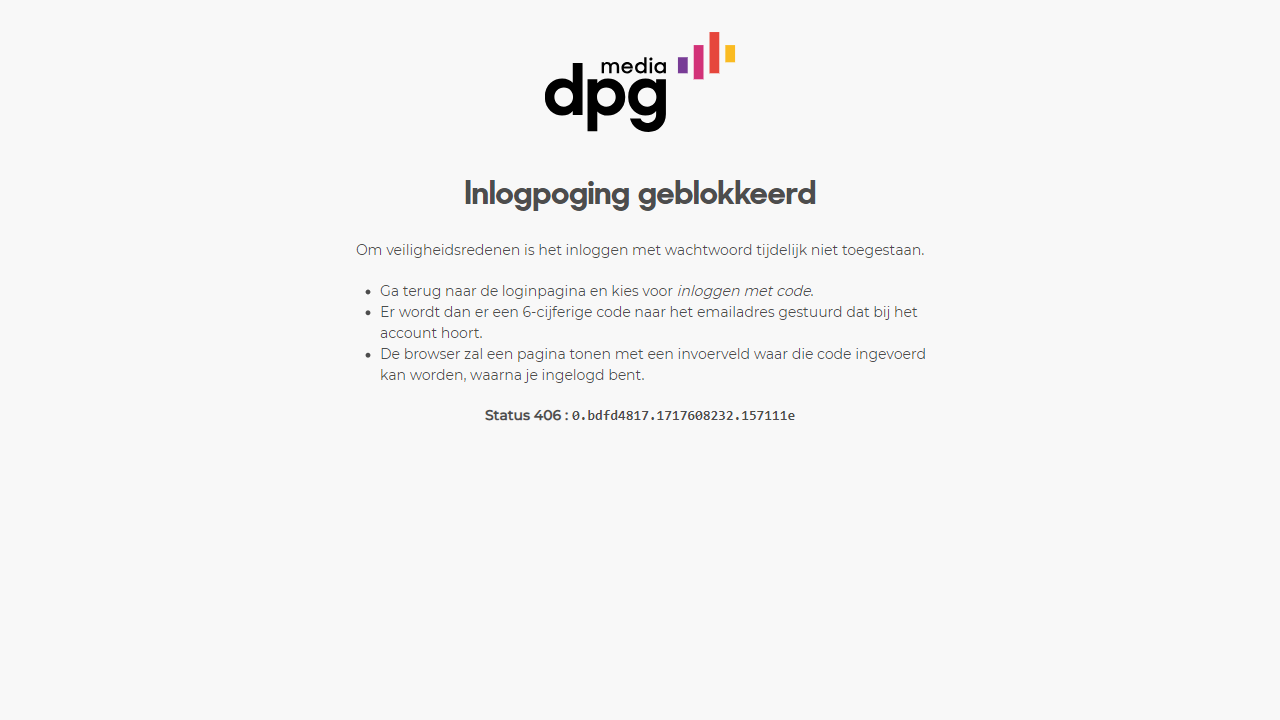 media
dpg
Inlogpoging geblokkeerd
Om veiligheidsredenen is het inloggen met wachtwoord tijdelijk niet toegestaan.
• Ga terug naar de loginpagina en kies voor inloggen met code.
• Er wordt dan er een 6-cijferige code naar het emailadres gestuurd dat bij het
account hoort.
• De browser zal een pagina tonen met een invoerveld waar die code ingevoerd
kan worden, waarna je ingelogd bent.
Status 406 : 0.bdfd4817.1717608232.157111e